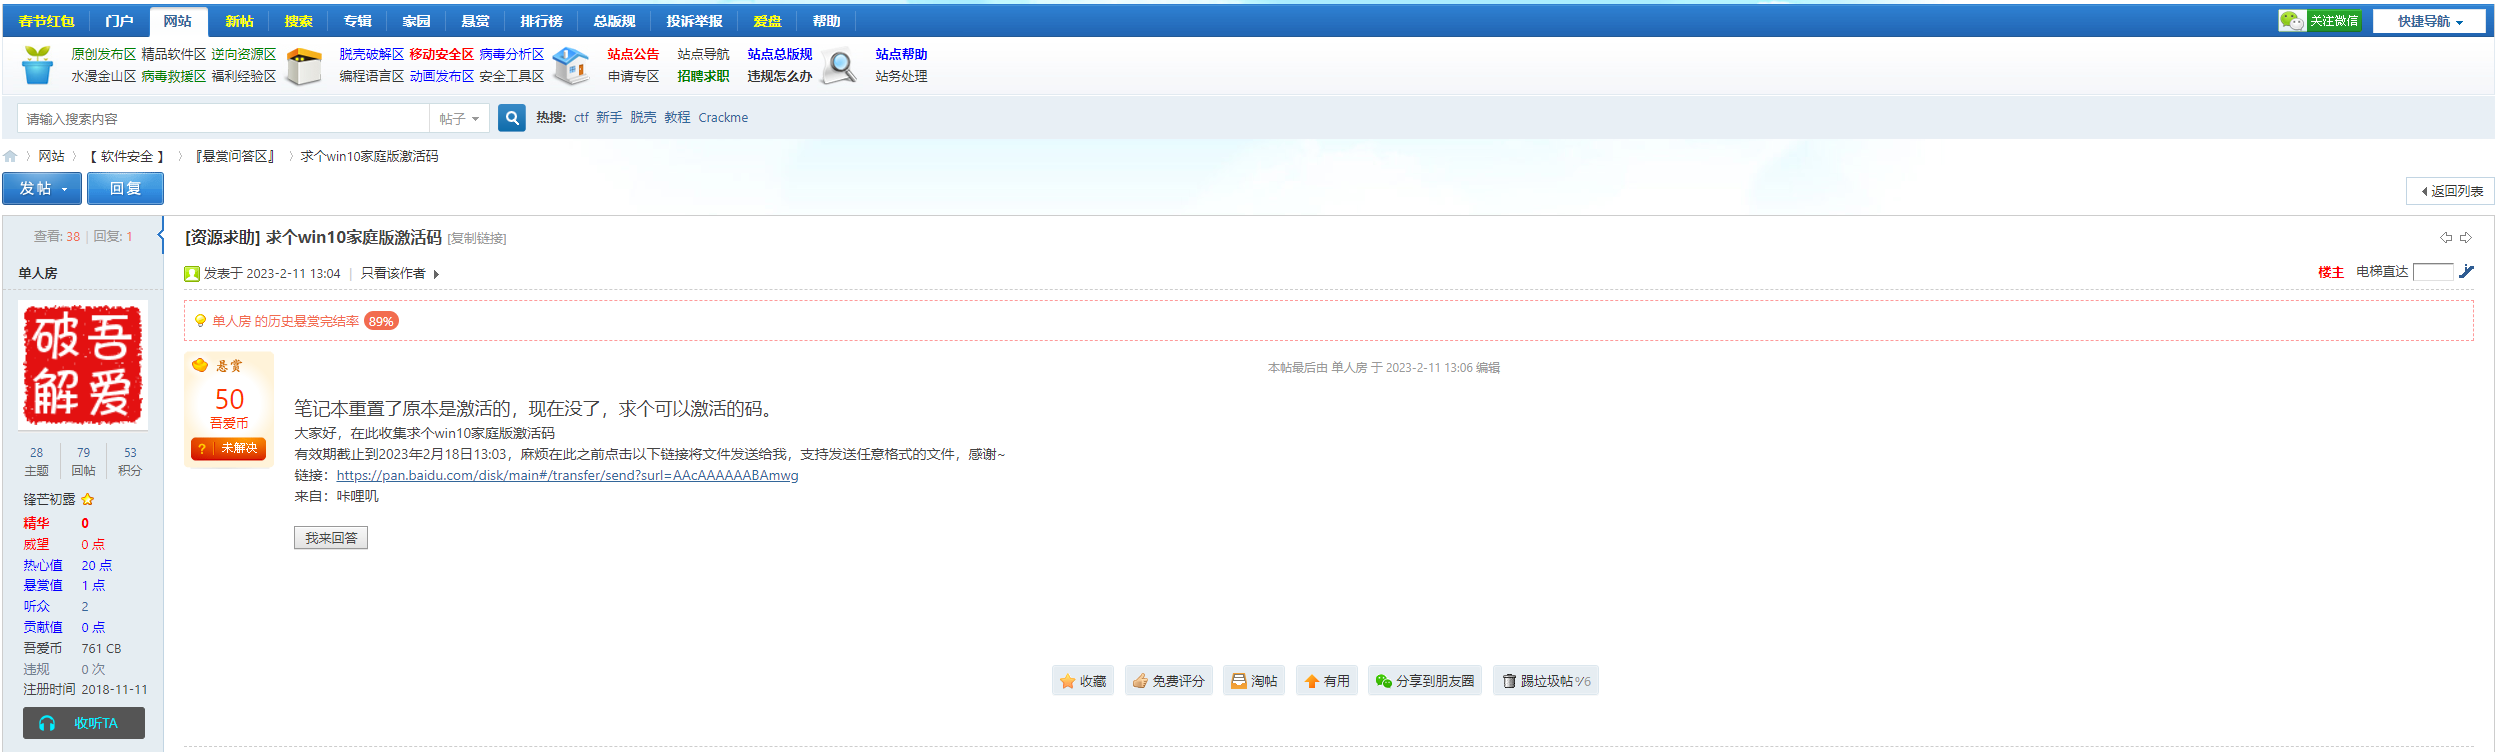 春节红包 门户 网站 新帖 搜索 专辑 家园 悬赏 排行榜 总版规 投诉举报 爱盘 帮助 关注微信 快捷导航
原创发布区 精品软件区 逆向资源区 脱壳破解区 移动安全区 病毒分析区 站点公告 站点导航 站点总版规 站点帮助
水漫金山区 病毒救援区 福利经验区 编程语言区 动画发布区 安全工具区 申请专区 招聘求职 违规怎么办 站务处理
请输入搜索内容 帖子 热搜: ctf 新手 脱壳 教程 Crackme
〉 网站 〉 【 软件安全 】 〉 『悬赏问答区』 〉 求个win10家庭版激活码
发帖 回复
返回列表
查看: 38 | 回复: 1
[资源求助] 求个win10家庭版激活码 [复制链接]
单人房
发表于 2023-2-11 13:04 | 只看该作者
楼主 电梯直达
单人房 的历史悬赏完结率 89%
吾爱破解
悬赏
50
吾爱币
? 未解决
本帖最后由 单人房 于 2023-2-11 13:06 编辑
笔记本重置了原本是激活的，现在没了，求个可以激活的码。
大家好，在此收集求个win10家庭版激活码
有效期截止到2023年2月18日13:03，麻烦在此之前点击以下链接将文件发送给我，支持发送任意格式的文件，感谢~
链接：https://pan.baidu.com/disk/main#/transfer/send?surl=AAcAAAAAABAmwg
来自：咔哩叽
我来回答
28 79 53
主题 回帖 积分
锋芒初露
精华 0
威望 0 点
热心值 20 点
悬赏值 1 点
听众 2
贡献值 0 点
吾爱币 761 CB
违规 0 次
注册时间 2018-11-11
收听TA
收藏 免费评分 淘帖 有用 分享到朋友圈 踢垃圾帖 0/6